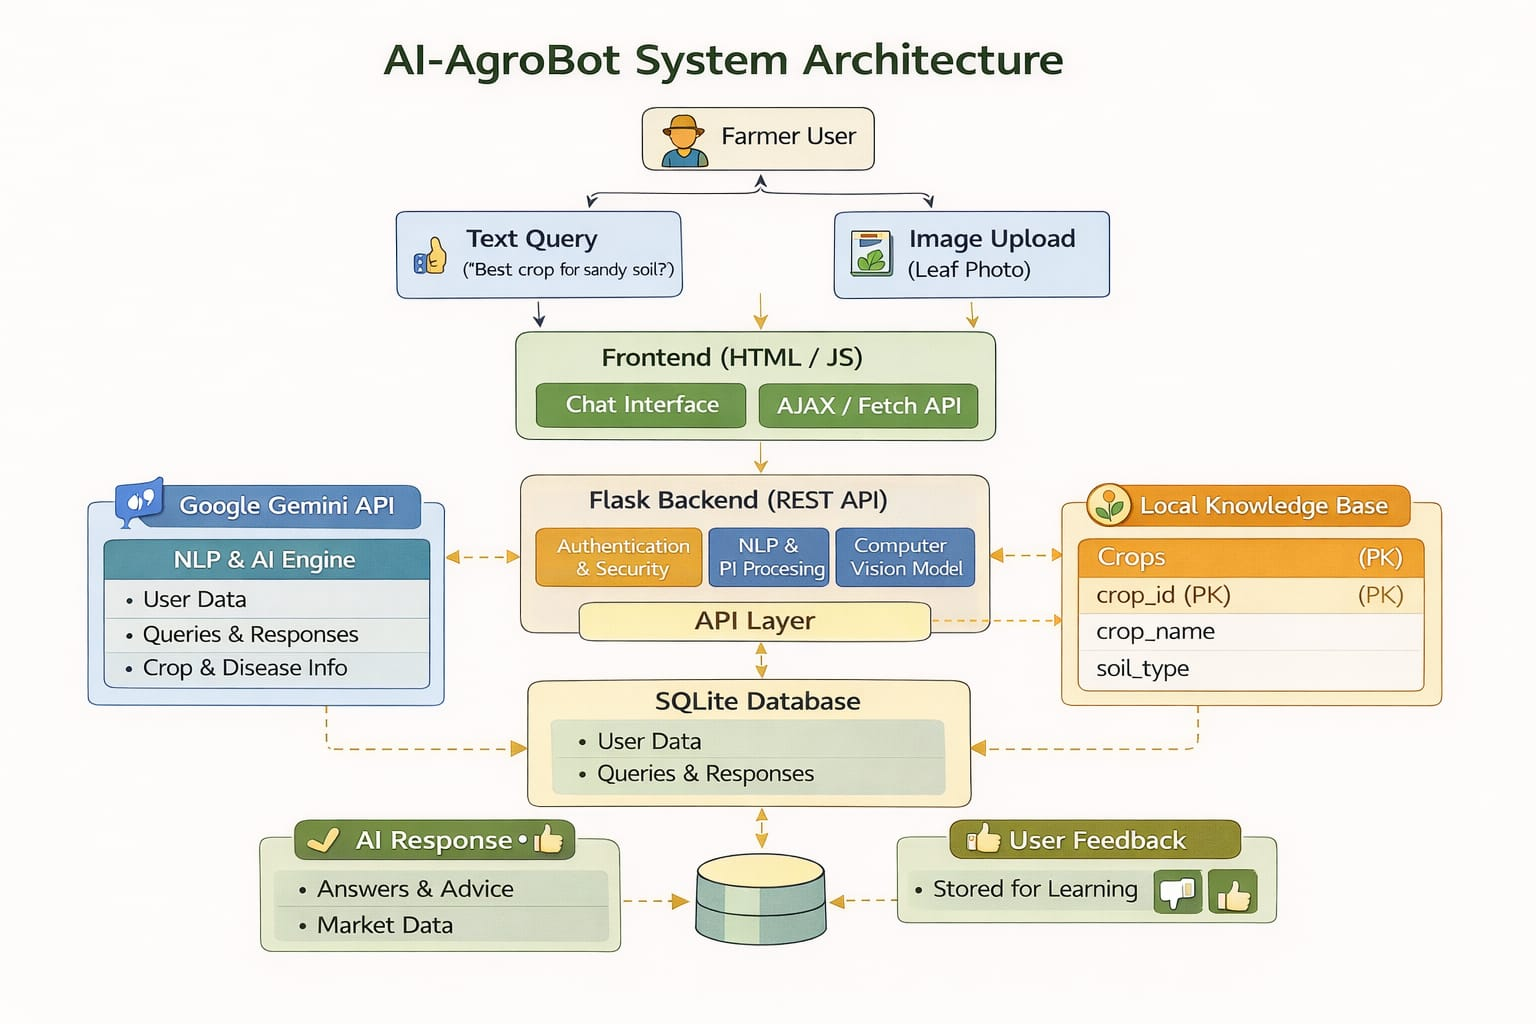 AI-AgroBot System Architecture
Farmer User
Text Query
("Best crop for sandy soil?')
Image Upload
(Leaf Photo)
Frontend (HTML / JS)
Chat Interface
AJAX / Fetch API
Google Gemini API
NLP & AI Engine
• User Data
• Queries & Responses
• Crop & Disease Info
Flask Backend (REST API)
Authentication
& Security
NLP &
PI Procesing
Computer
Vision Model
API Layer
Local Knowledge Base
Crops (PK)
crop_id (PK) (PK)
crop_name
soil_type
SQLite Database
• User Data
• Queries & Responses
AI Response •
• Answers & Advice
• Market Data
User Feedback
• Stored for Learning